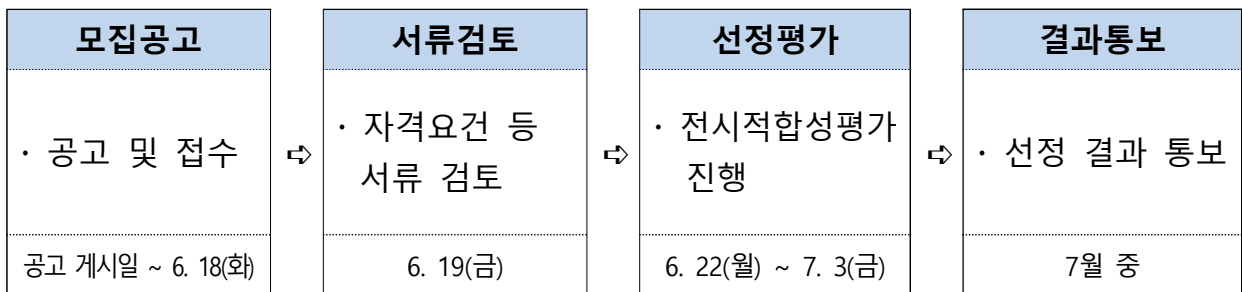 모집공고
· 공고 및 접수
공고 게시일 ~ 6. 18(화)
➪
서류검토
· 자격요건 등
서류 검토
6. 19(금)
➪
선정평가
· 전시적합성평가
진행
6. 22(월) ~ 7. 3(금)
➪
결과통보
· 선정 결과 통보
7월 중